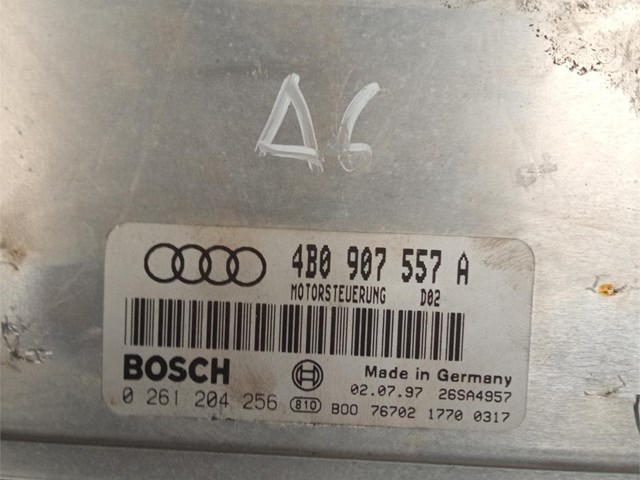 A6
4B0 907 557 A
MOTORSTEUERUNG D02
BOSCH
Made in Germany
02.07.97 26SA4957
0 261 204 256 810 B00 76702 1770 0317